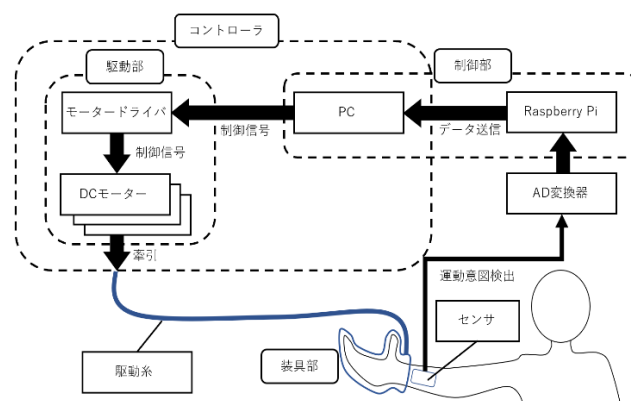 コントローラ
駆動部
制御部
モータードライバ
制御信号
PC
データ送信
Raspberry Pi
制御信号
DCモーター
AD変換器
牽引
運動意図検出
センサ
駆動糸
装具部